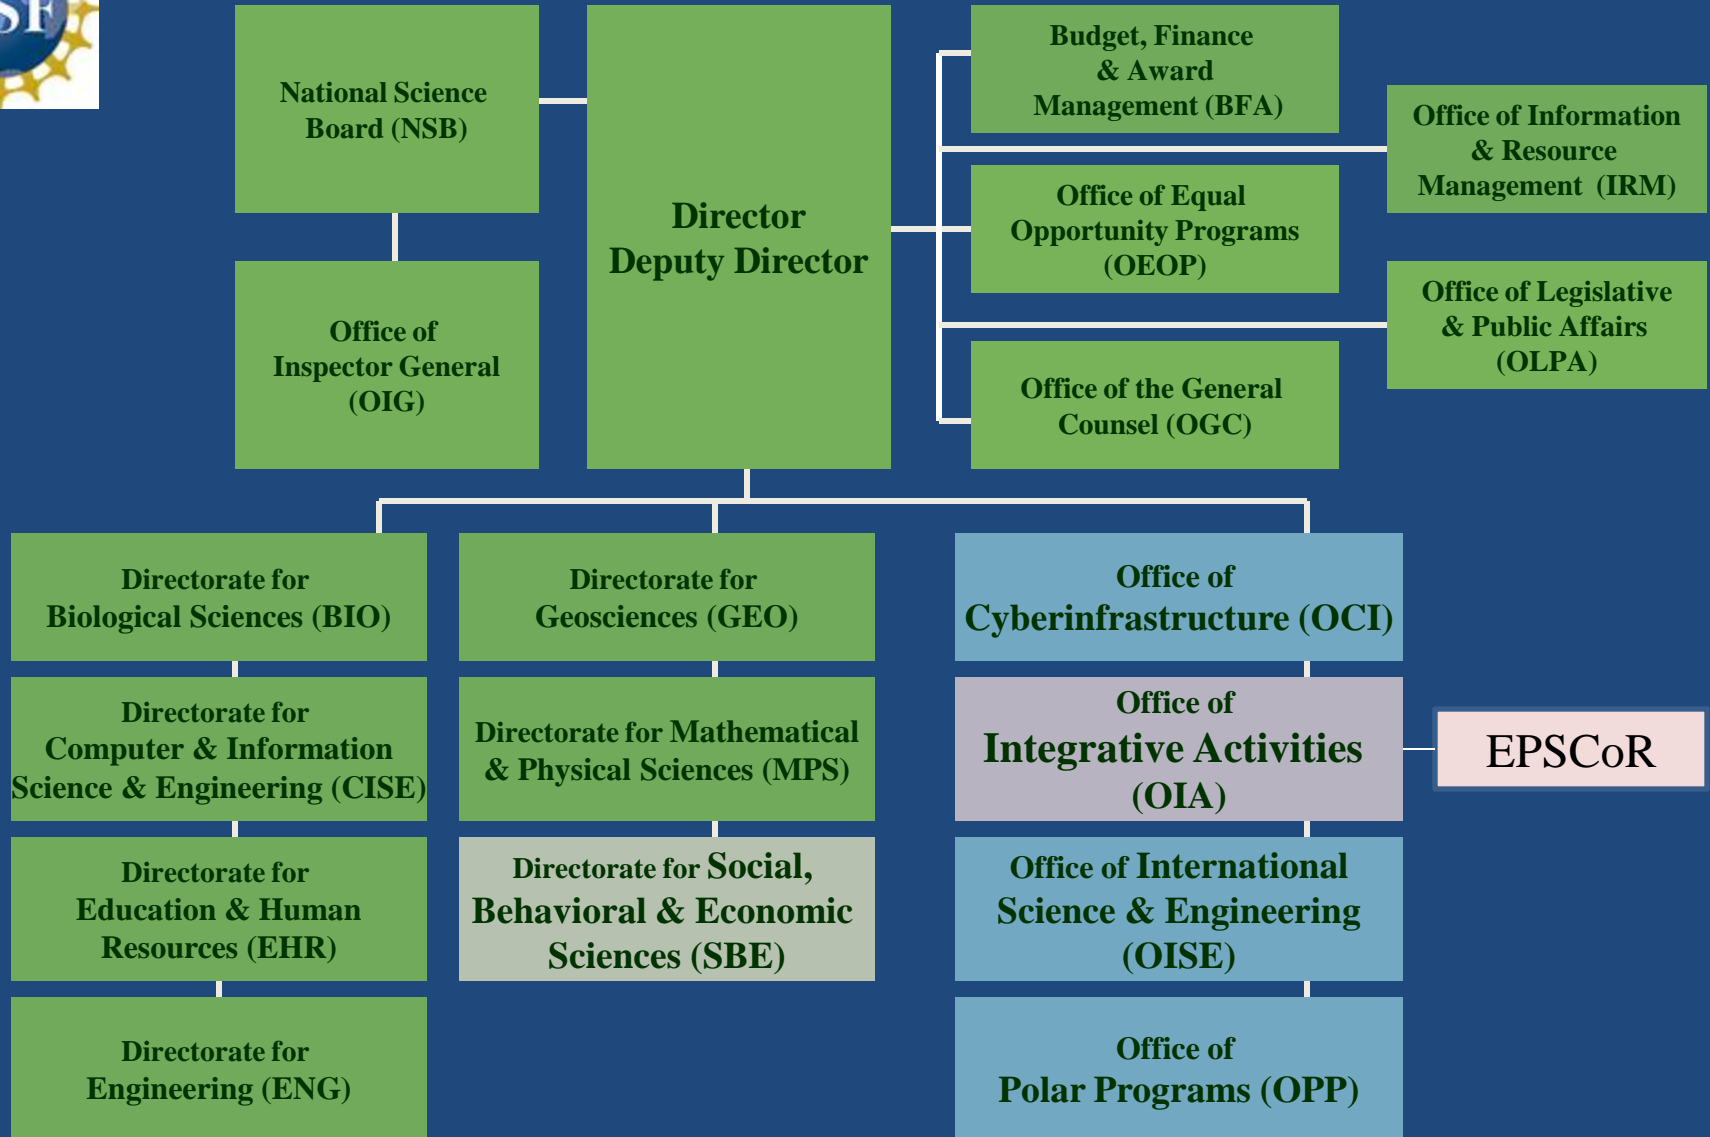 SF
National Science
Board (NSB)
Office of
Inspector General
(OIG)
Director
Deputy Director
Budget, Finance
& Award
Management (BFA)
Office of Information
& Resource
Management (IRM)
Office of Equal
Opportunity Programs
(OEOP)
Office of Legislative
& Public Affairs
(OLPA)
Office of the General
Counsel (OGC)
Directorate for
Biological Sciences (BIO)
Directorate for
Computer & Information
Science & Engineering (CISE)
Directorate for
Education & Human
Resources (EHR)
Directorate for
Engineering (ENG)
Directorate for
Geosciences (GEO)
Directorate for Mathematical
& Physical Sciences (MPS)
Directorate for Social,
Behavioral & Economic
Sciences (SBE)
Office of
Cyberinfrastructure (OCI)
Office of
Integrative Activities
(OIA)
EPSCoR
Office of International
Science & Engineering
(OISE)
Office of
Polar Programs (OPP)